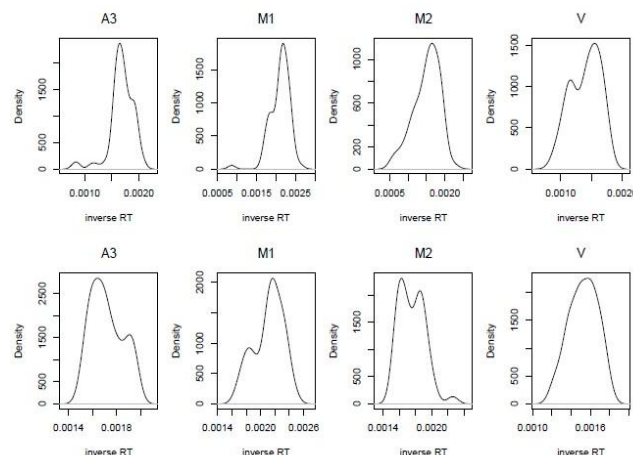 A3 M1 M2 V
Density 0 500 1500
0.0010 0.0020
inverse RT
Density 0 500 1000 1500
0.0005 0.0015 0.0025
inverse RT
Density 0 200 600 1000
0.0005 0.0020
inverse RT
Density 0 500 1000 1500
0.0010 0.0020
inverse RT
A3 M1 M2 V
Density 0 500 1500 2500
0.0014 0.0018
inverse RT
Density 0 500 1000 2000
0.0014 0.0020 0.0026
inverse RT
Density 0 500 1500
0.0014 0.0020
inverse RT
Density 0 500 1500
0.0010 0.0016
inverse RT